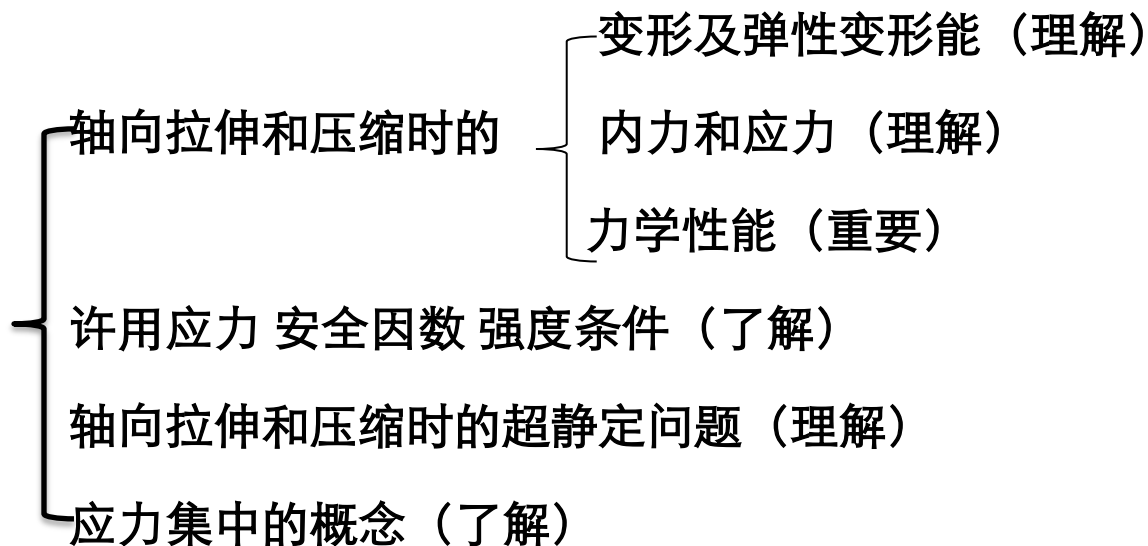 变形及弹性变形能（理解）
轴向拉伸和压缩时的
内力和应力（理解）
力学性能（重要）
许用应力 安全因数 强度条件（了解）
轴向拉伸和压缩时的超静定问题（理解）
应力集中的概念（了解）